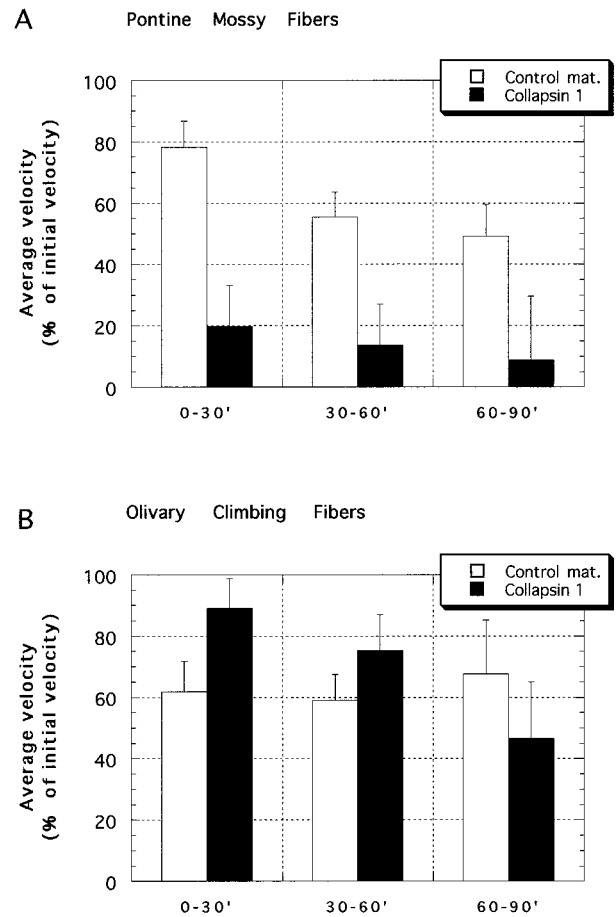 A
Pontine Mossy Fibers
Control mat.
Collapsin 1
Average velocity
(% of initial velocity)
100
80
60
40
20
0
0-30'
30-60'
60-90'
B
Olivary Climbing Fibers
Control mat.
Collapsin 1
Average velocity
(% of initial velocity)
100
80
60
40
20
0
0-30'
30-60'
60-90'